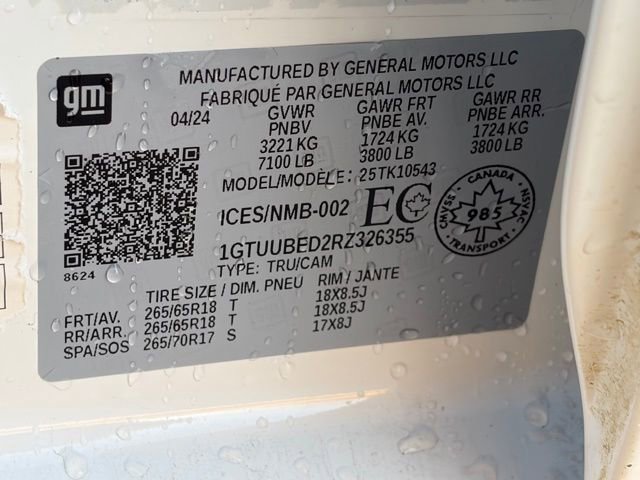 gm
MANUFACTURED BY GENERAL MOTORS LLC
FABRIQUÉ PAR GENERAL MOTORS LLC
04/24 GVWR GAWR FRT GAWR RR
PNBV PNBE AV. PNBE ARR.
3221 KG 1724 KG 1724 KG
7100 LB 3800 LB 3800 LB
MODEL/MODÈLE: 25TK10543
ICES/NMB-002 EC
CANADA
CMVSS • NSVAC
985
TRANSPORT
1GTUUBED2RZ326355
8624
TYPE: TRU/CAM
TIRE SIZE / DIM. PNEU RIM / JANTE
FRT/AV. 265/65R18 T 18X8.5J
RR/ARR. 265/65R18 T 18X8.5J
SPA/SOS 265/70R17 S 17X8J